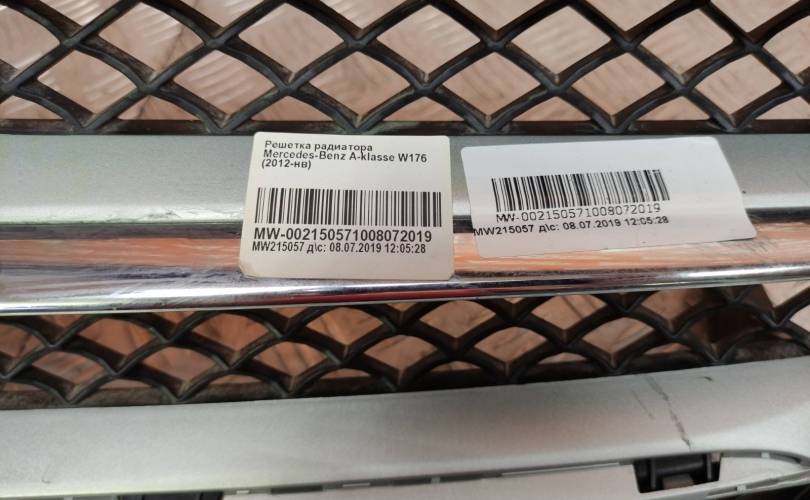 Решетка радиатора
Mercedes-Benz A-klasse W176
(2012-нв)
MW-002150571008072019
MW215057 д\с: 08.07.2019 12:05:28
MW-002150571008072019
MW215057 д\с: 08.07.2019 12:05:28